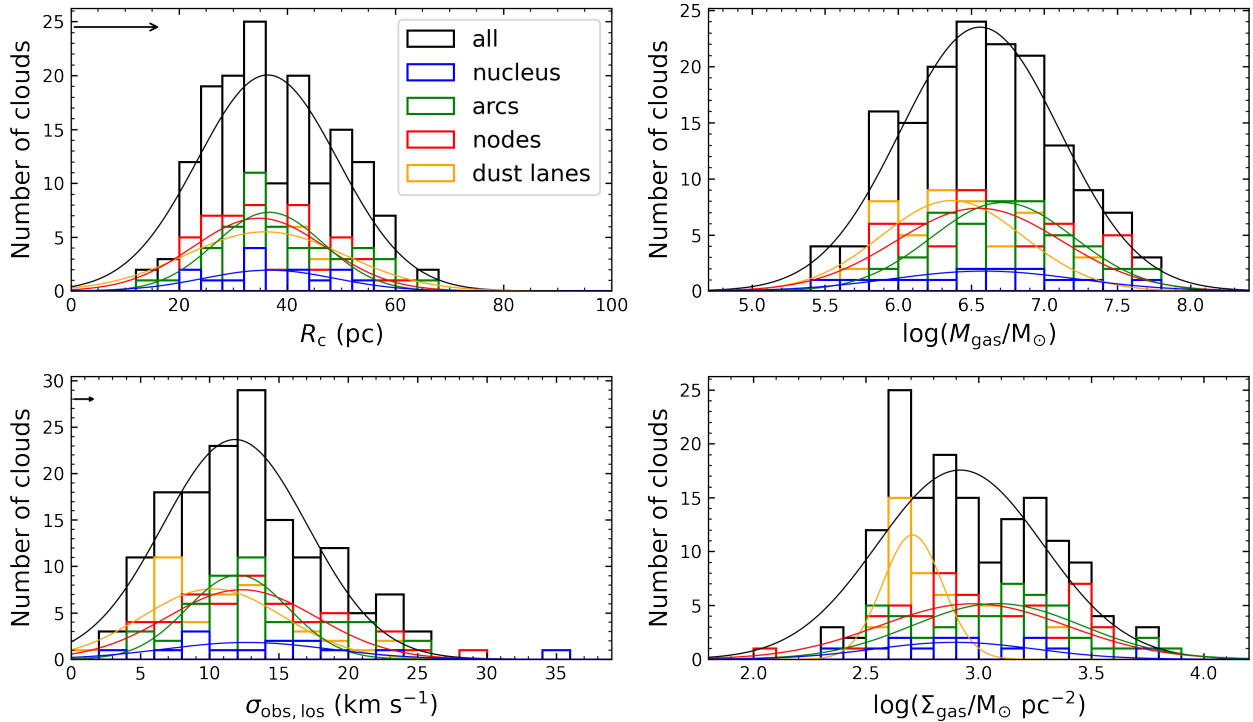 25
20
15
10
5
0
Number of clouds
0 20 40 60 80 100
R_c (pc)
all
nucleus
arcs
nodes
dust lanes
25
20
15
10
5
0
Number of clouds
5.0 5.5 6.0 6.5 7.0 7.5 8.0
log(M_gas/M_⊙)
30
25
20
15
10
5
0
Number of clouds
0 5 10 15 20 25 30 35
σ_obs, los (km s⁻¹)
25
20
15
10
5
0
Number of clouds
2.0 2.5 3.0 3.5 4.0
log(Σ_gas/M_⊙ pc⁻²)